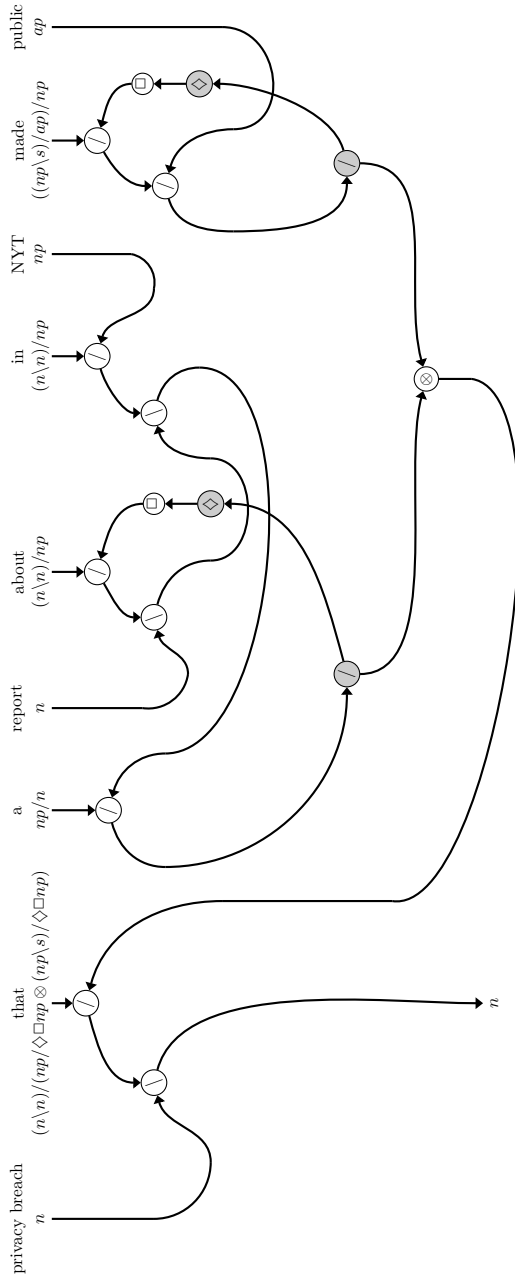 privacy breach that a report about in NYT made public
n (n\n)/(np/◇□np ⊗ (np\s)/◇□np) np/n n (n\n)/np (n\n)/np np ((np\s)/ap)/np ap
n